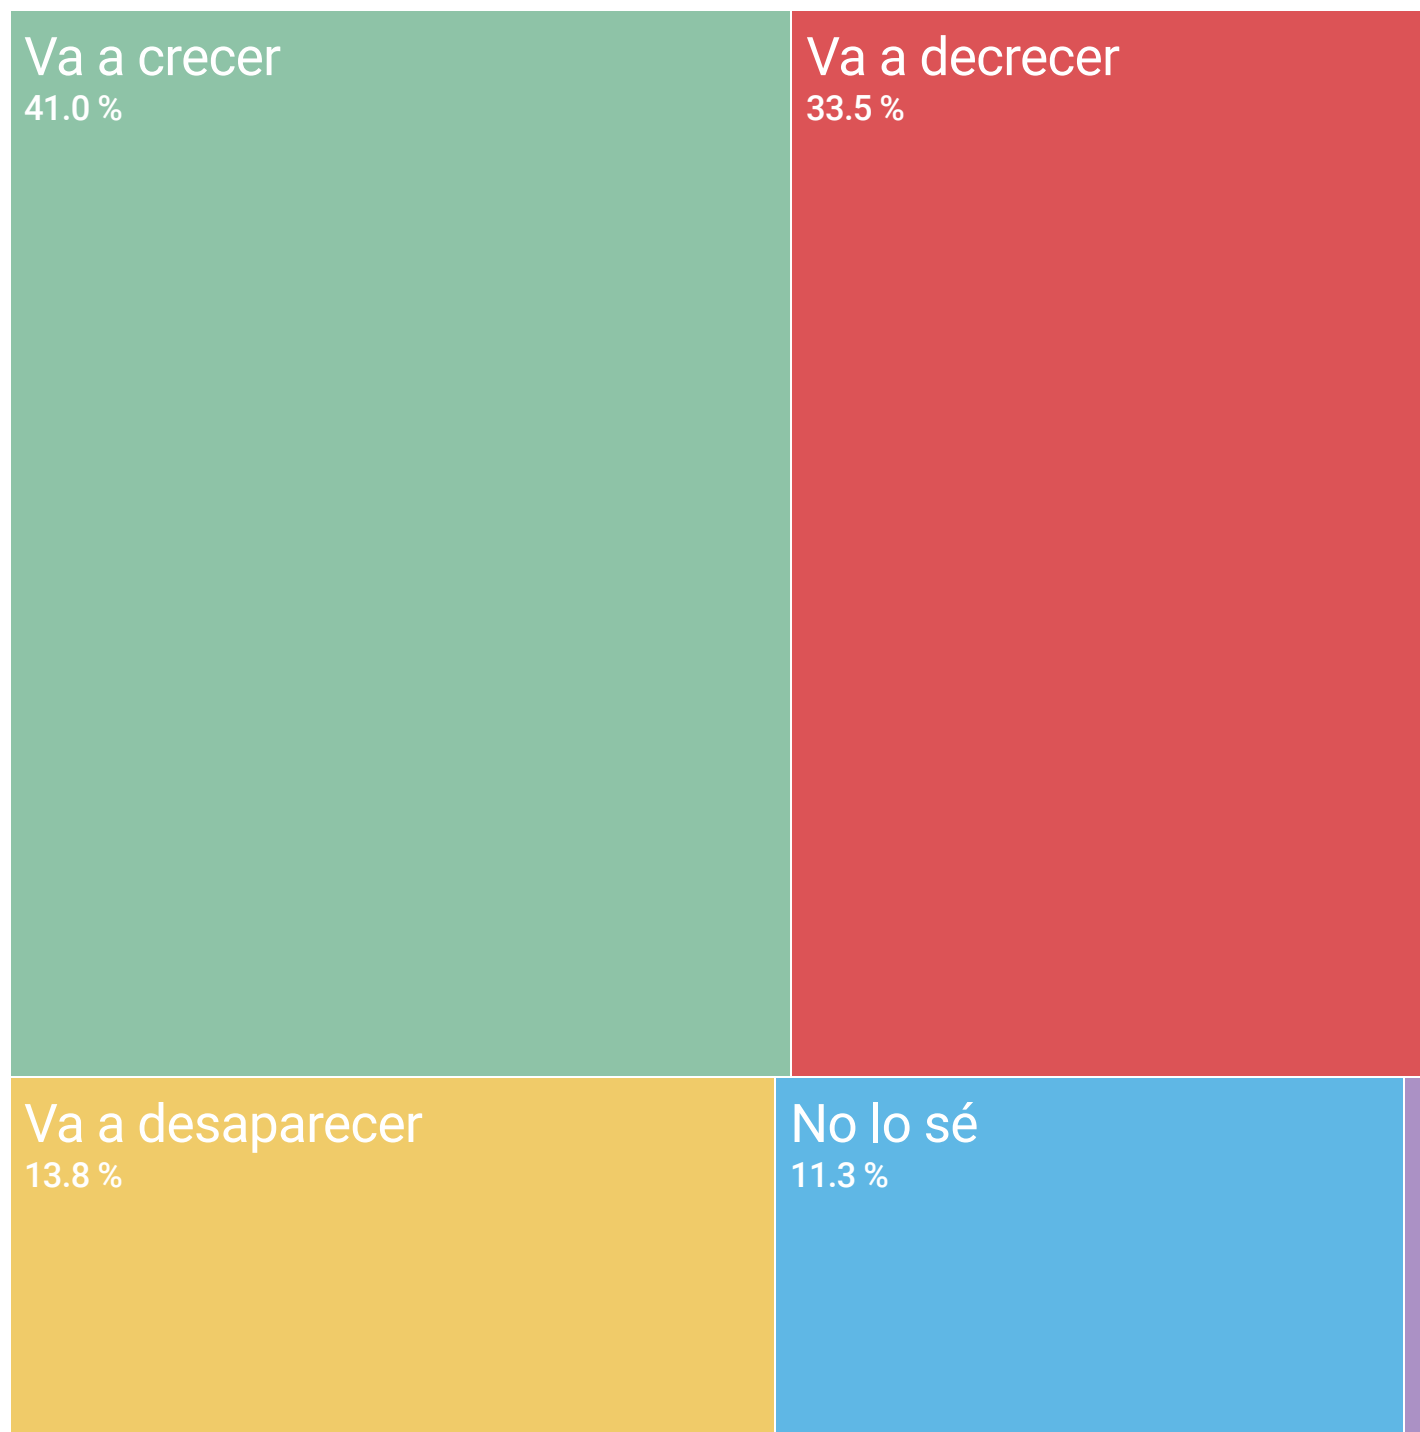 Va a crecer
41.0 %
Va a decrecer
33.5 %
Va a desaparecer
13.8 %
No lo sé
11.3 %